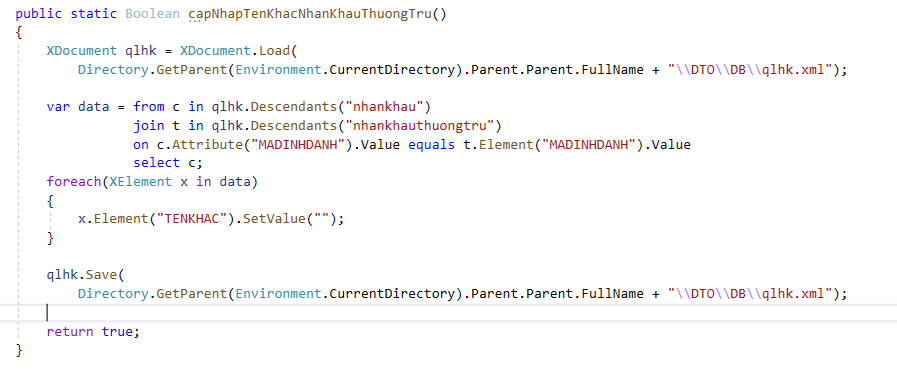 public static Boolean capNhapTenKhacNhanKhauThuongTru()
{
XDocument qlhk = XDocument.Load(
Directory.GetParent(Environment.CurrentDirectory).Parent.Parent.FullName + "\\DTO\\DB\\qlhk.xml");
var data = from c in qlhk.Descendants("nhankhau")
join t in qlhk.Descendants("nhankhauthuongtru")
on c.Attribute("MADINHDANH").Value equals t.Element("MADINHDANH").Value
select c;
foreach(XElement x in data)
{
x.Element("TENKHAC").SetValue("");
}
qlhk.Save(
Directory.GetParent(Environment.CurrentDirectory).Parent.Parent.FullName + "\\DTO\\DB\\qlhk.xml");
return true;
}